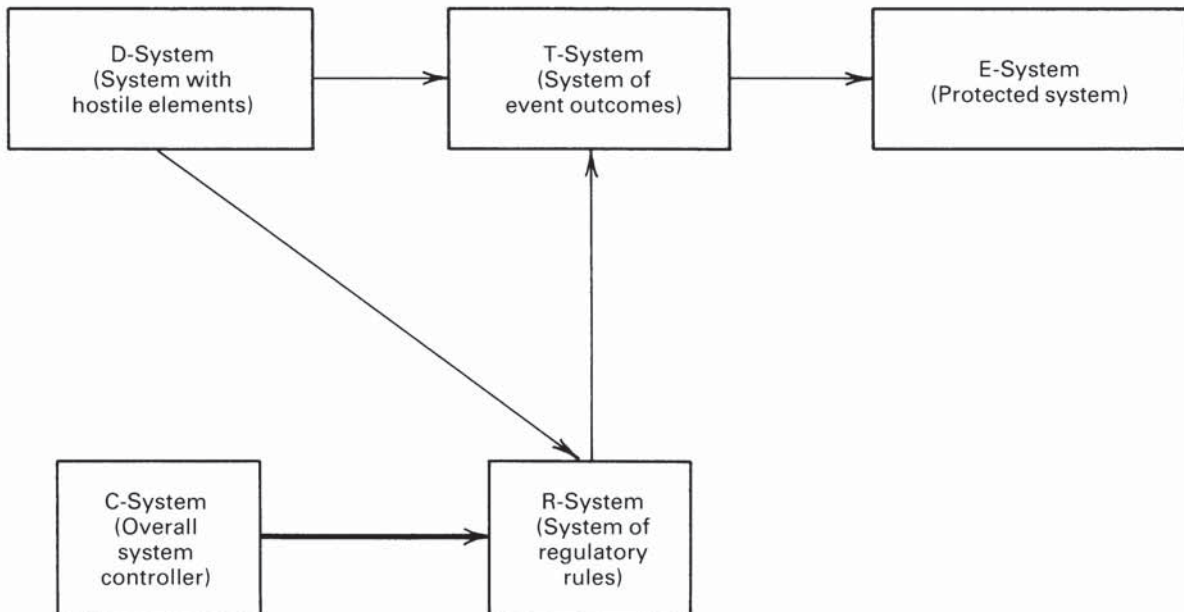 D-System
(System with
hostile elements)
T-System
(System of
event outcomes)
E-System
(Protected system)
C-System
(Overall
system
controller)
R-System
(System of
regulatory
rules)